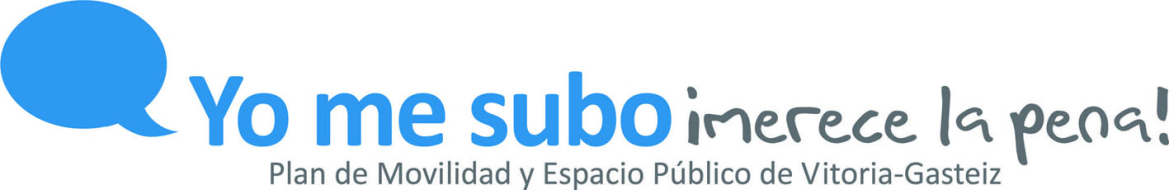 Yo me subo ¡merece la pena!
Plan de Movilidad y Espacio Público de Vitoria-Gasteiz